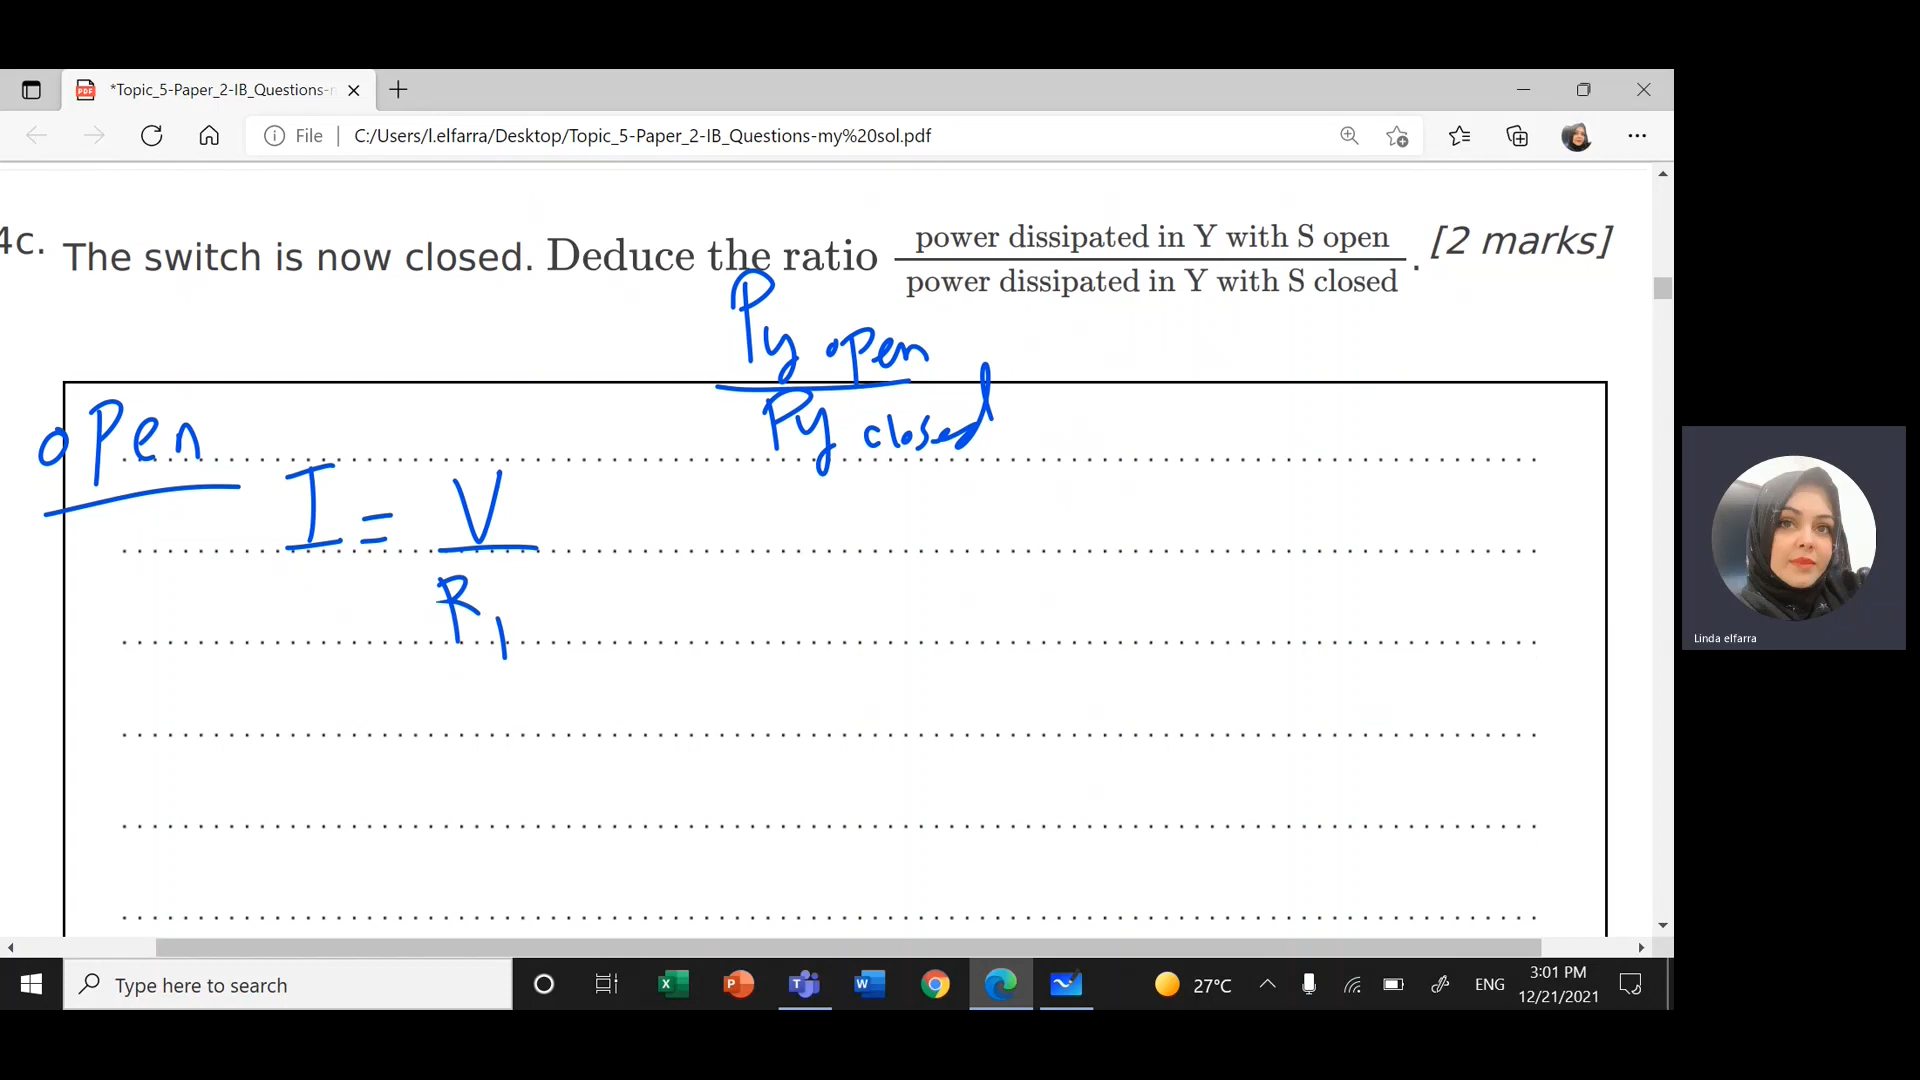 *Topic_5-Paper_2-IB_Questions-
File C:/Users/l.elfarra/Desktop/Topic_5-Paper_2-IB_Questions-my%20sol.pdf
4c. The switch is now closed. Deduce the ratio power dissipated in Y with S open / power dissipated in Y with S closed. [2 marks]
Py open
Py closed
open
I = V
R1
Linda elfarra
Type here to search
27°C
ENG
3:01 PM
12/21/2021